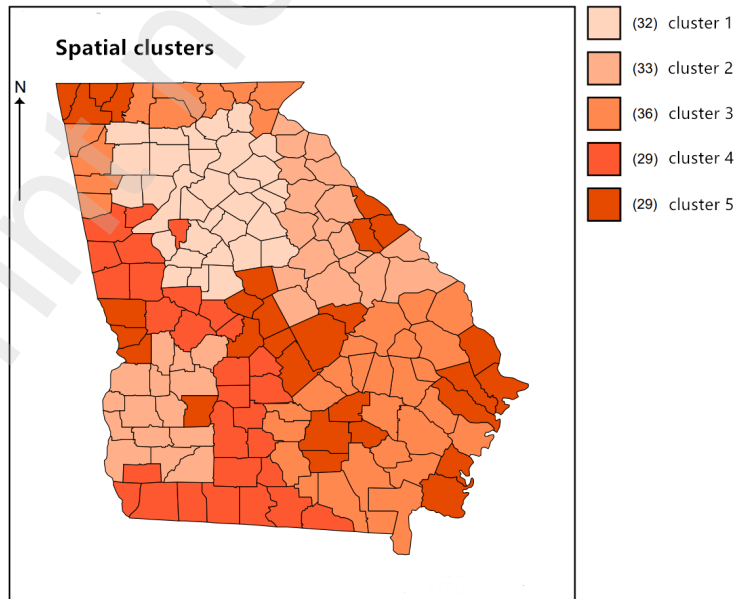 Spatial clusters
N
(32) cluster 1
(33) cluster 2
(36) cluster 3
(29) cluster 4
(29) cluster 5